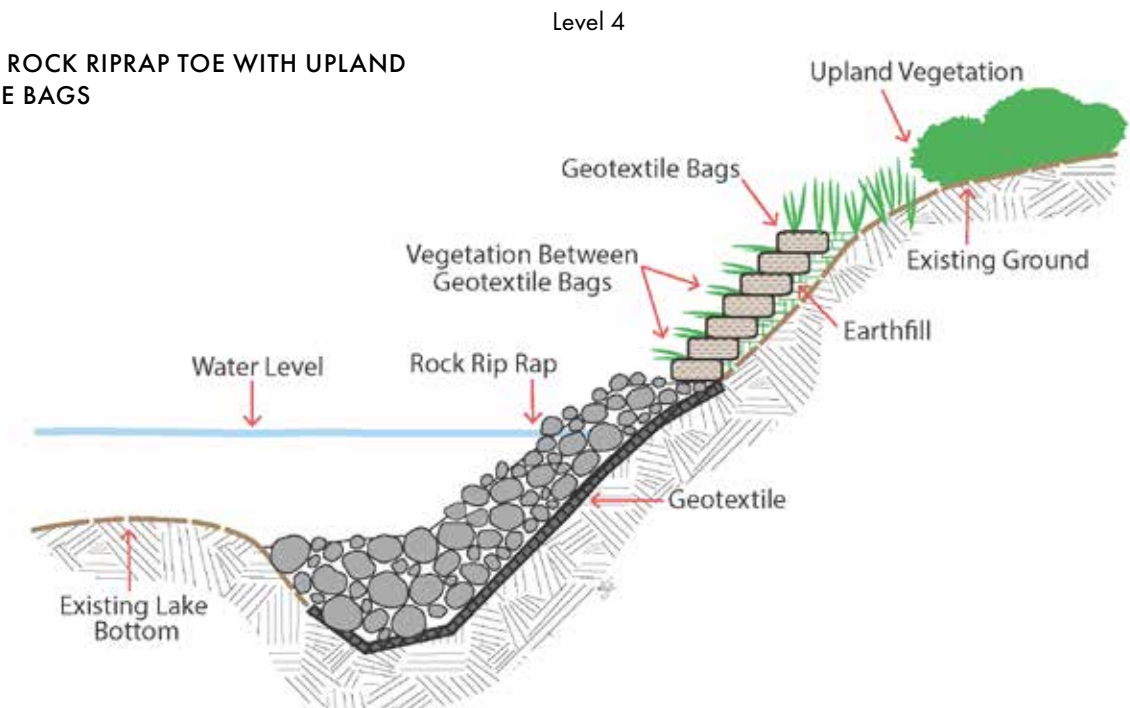 Level 4
ROCK RIPRAP TOE WITH UPLAND
E BAGS
Upland Vegetation
Geotextile Bags
Vegetation Between
Geotextile Bags
Existing Ground
Earthfill
Water Level
Rock Rip Rap
Geotextile
Existing Lake
Bottom